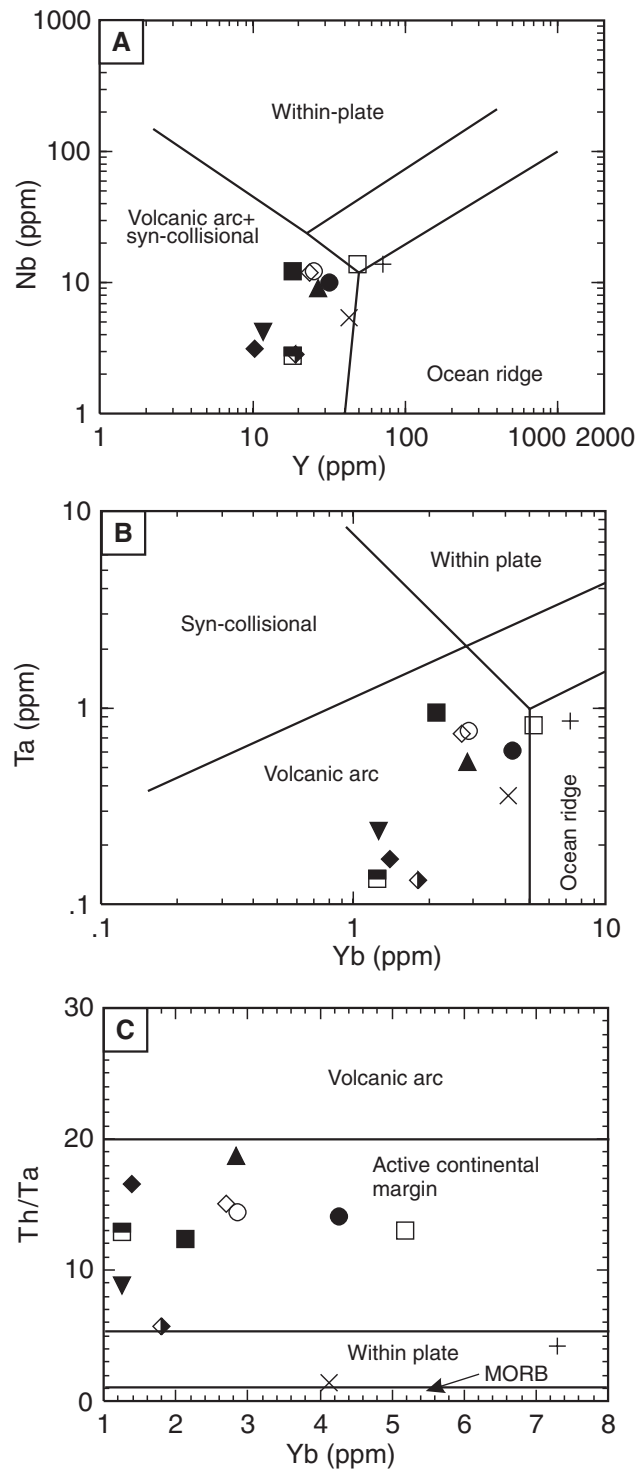 A
1000
100
10
1
Nb (ppm)
Within-plate
Volcanic arc+
syn-collisional
Ocean ridge
1 10 100 1000 2000
Y (ppm)
B
10
1
.1
Ta (ppm)
Within plate
Syn-collisional
Volcanic arc
Ocean ridge
.1 1 10
Yb (ppm)
C
30
20
10
0
Th/Ta
Volcanic arc
Active continental
margin
Within plate
MORB
1 2 3 4 5 6 7 8
Yb (ppm)